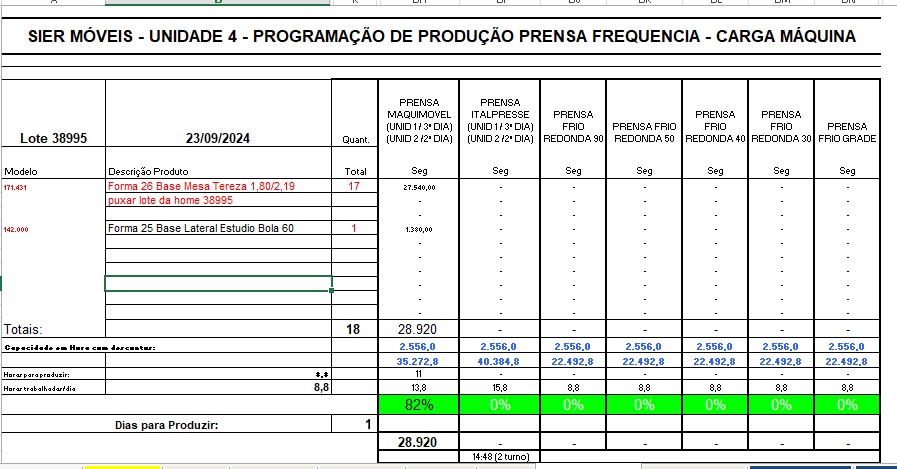 SIER MÓVEIS - UNIDADE 4 - PROGRAMAÇÃO DE PRODUÇÃO PRENSA FREQUENCIA - CARGA MÁQUINA
Lote 38995 23/09/2024 Quant. PRENSA MAQUIMOVEL (UNID 1/ 3ª DIA) (UNID 2 /2ª DIA) PRENSA ITALPRESSE (UNID 1 / 3ª DIA) (UNID 2 /2ª DIA) PRENSA FRIO REDONDA 90 PRENSA FRIO REDONDA 50 PRENSA FRIO REDONDA 40 PRENSA FRIO REDONDA 30 PRENSA FRIO GRADE
Modelo Descrição Produto Total Seg Seg Seg Seg Seg Seg Seg
171.431 Forma 26 Base Mesa Tereza 1,80/2,19 17 27.540,00 - - - - - -
puxar lote da home 38995 - - - - - - -
- - - - - - -
142.000 Forma 25 Base Lateral Estudio Bola 60 1 1.380,00 - - - - - -
- - - - - - -
- - - - - - -
- - - - - - -
- - - - - - -
- - - - - - -
- - - - - - -
Totais: 18 28.920 - - - - - -
Capacidade em Hora com descontar: 2.556,0 2.556,0 2.556,0 2.556,0 2.556,0 2.556,0 2.556,0
35.272,8 40.384,8 22.492,8 22.492,8 22.492,8 22.492,8 22.492,8
Horas para produzir: 8,8 11 - - - - - -
Horas trabalhadas/dia 8,8 13,8 15,8 8,8 8,8 8,8 8,8 8,8
82% 0% 0% 0% 0% 0% 0%
Dias para Produzir: 1
28.920 - - - - - -
14:48 (2 turno)